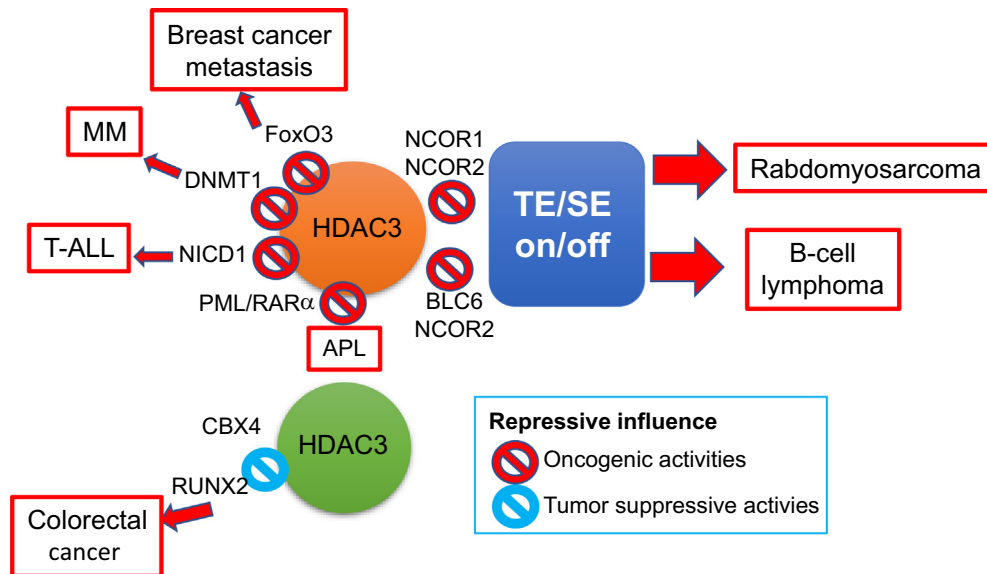 Breast cancer
metastasis
MM
FoxO3
DNMT1
T-ALL
NICD1
HDAC3
PML/RARα
APL
NCOR1
NCOR2
BLC6
NCOR2
TE/SE
on/off
Rabdomyosarcoma
B-cell
lymphoma
CBX4
HDAC3
RUNX2
Colorectal
cancer
Repressive influence
Oncogenic activities
Tumor suppressive activies